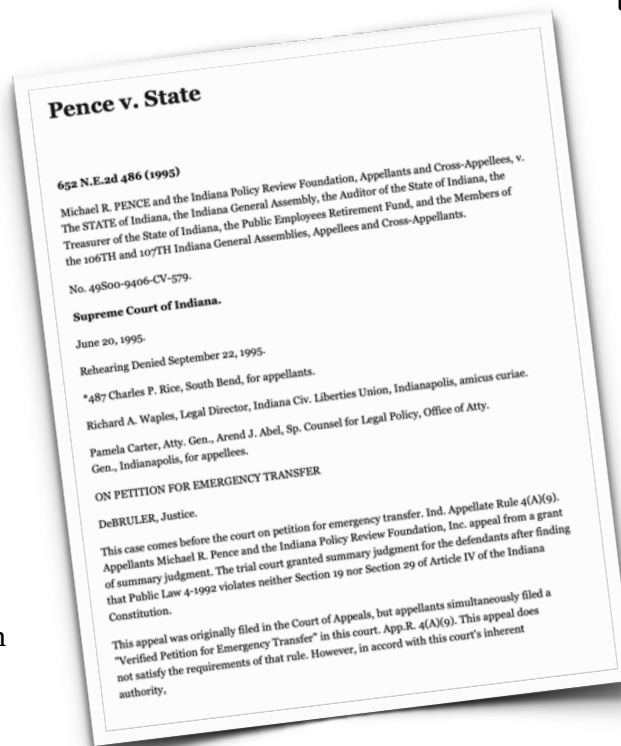 Pence v. State
652 N.E.2d 486 (1995)
Michael R. PENCE and the Indiana Policy Review Foundation, Appellants and Cross-Appellees, v.
The STATE of Indiana, the Indiana General Assembly, the Auditor of the State of Indiana, the
Treasurer of the State of Indiana, the Public Employees Retirement Fund, and the Members of
the 106TH and 107TH Indiana General Assemblies, Appellees and Cross-Appellants.
No. 49S00-9406-CV-579.
Supreme Court of Indiana.
June 20, 1995.
Rehearing Denied September 22, 1995.
*487 Charles P. Rice, South Bend, for appellants.
Richard A. Waples, Legal Director, Indiana Civ. Liberties Union, Indianapolis, amicus curiae.
Pamela Carter, Atty. Gen., Arend J. Abel, Sp. Counsel for Legal Policy, Office of Atty.
Gen., Indianapolis, for appellees.
ON PETITION FOR EMERGENCY TRANSFER
DeBRULER, Justice.
This case comes before the court on petition for emergency transfer. Ind. Appellate Rule 4(A)(9).
Appellants Michael R. Pence and the Indiana Policy Review Foundation, Inc. appeal from a grant
of summary judgment. The trial court granted summary judgment for the defendants after finding
that Public Law 4-1992 violates neither Section 19 nor Section 29 of Article IV of the Indiana
Constitution.
This appeal was originally filed in the Court of Appeals, but appellants simultaneously filed a
"Verified Petition for Emergency Transfer" in this court. App.R. 4(A)(9). This appeal does
not satisfy the requirements of that rule. However, in accord with this court's inherent
authority,